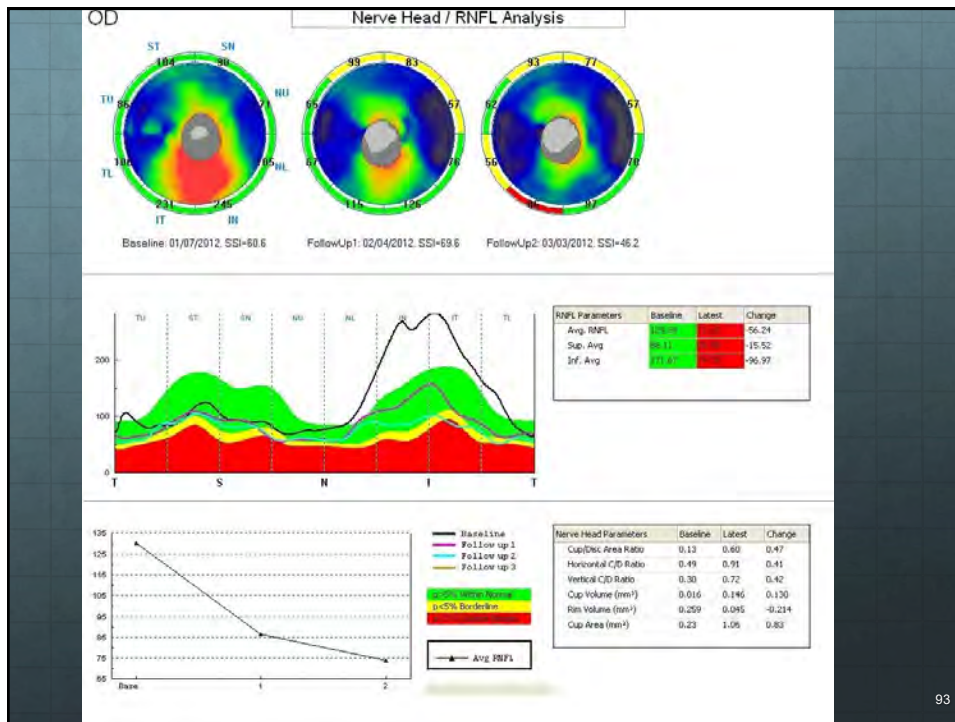 OD
Nerve Head / RNFL Analysis
ST SN
104 90
TU 86 71 NU
TL 106 105 NL
231 245
IT IN
99 83
65 57
67 76
115 126
93 77
62 57
56 70
97
Baseline: 01/07/2012, SSI=60.6
FollowUp1: 02/04/2012, SSI=69.6
FollowUp2: 03/03/2012, SSI=46.2
TU ST SN NU NL IN IT TL
200
100
0
T S N I T
RNFL Parameters Baseline Latest Change
Avg. RNFL -56.24
Sup. Avg -15.52
Inf. Avg -96.97
135
125
115
105
95
85
75
65
Base 1 2
Baseline
Follow up 1
Follow up 2
Follow up 3
p>5% Within Normal
p<5% Borderline
Avg RNFL
Nerve Head Parameters Baseline Latest Change
Cup/Disc Area Ratio 0.13 0.60 0.47
Horizontal C/D Ratio 0.49 0.91 0.41
Vertical C/D Ratio 0.30 0.72 0.42
Cup Volume (mm³) 0.016 0.146 0.130
Rim Volume (mm³) 0.259 0.045 -0.214
Cup Area (mm²) 0.23 1.06 0.83
93